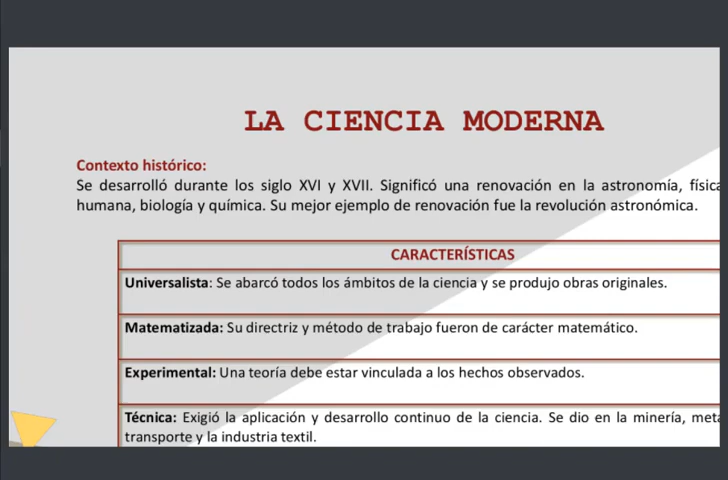 LA CIENCIA MODERNA
Contexto histórico:
Se desarrolló durante los siglo XVI y XVII. Significó una renovación en la astronomía,
humana, biología y química. Su mejor ejemplo de renovación fue la revolución astronómica.
CARACTERÍSTICAS
Universalista: Se abarcó todos los ámbitos de la ciencia y se produjo obras originales.
Matematizada: Su directriz y método de trabajo fueron de carácter matemático.
Experimental: Una teoría debe estar vinculada a los hechos observados.
Técnica: Exigió la aplicación y desarrollo continuo de la ciencia. Se dio en la minería,
transporte y la industria textil.